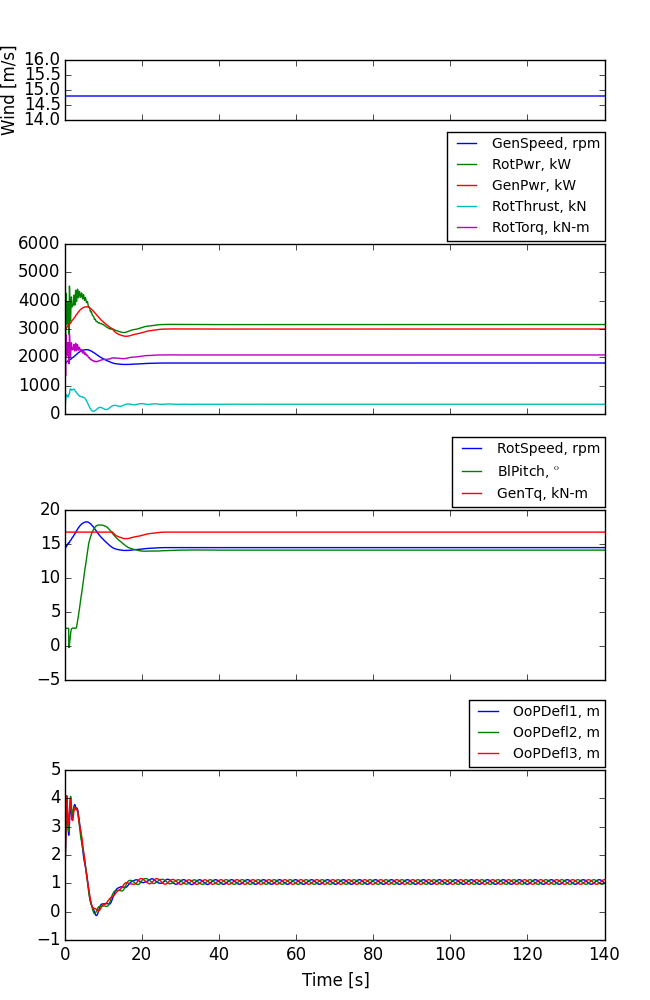 Wind [m/s]
16.0
15.5
15.0
14.5
14.0
GenSpeed, rpm
RotPwr, kW
GenPwr, kW
RotThrust, kN
RotTorq, kN-m
6000
5000
4000
3000
2000
1000
0
RotSpeed, rpm
BlPitch, °
GenTq, kN-m
20
15
10
5
0
−5
OoPDefl1, m
OoPDefl2, m
OoPDefl3, m
5
4
3
2
1
0
−1
0 20 40 60 80 100 120 140
Time [s]